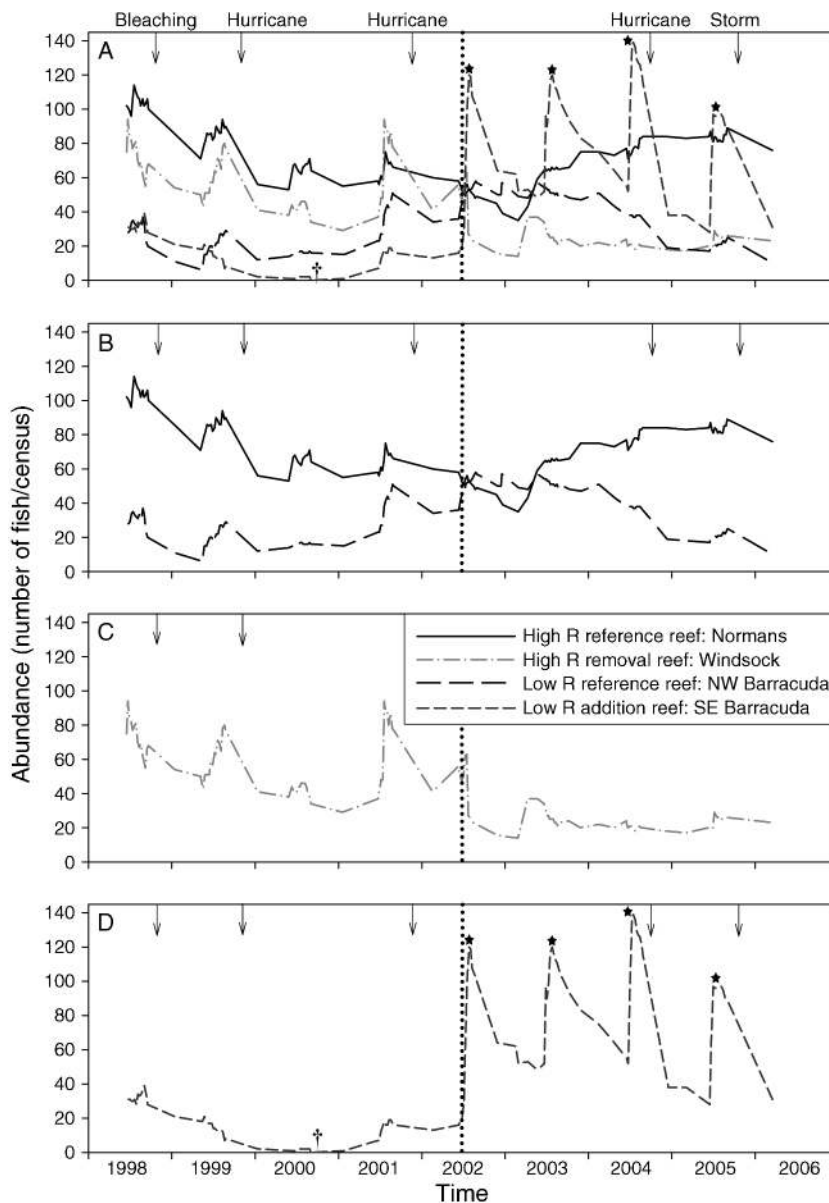 Bleaching Hurricane Hurricane Hurricane Storm
A
140
120
100
80
60
40
20
0
†
B
140
120
100
80
60
40
20
0
C
140
120
100
80
60
40
20
0
High R reference reef: Normans
High R removal reef: Windsock
Low R reference reef: NW Barracuda
Low R addition reef: SE Barracuda
D
140
120
100
80
60
40
20
0
†
1998 1999 2000 2001 2002 2003 2004 2005 2006
Time
Abundance (number of fish/census)